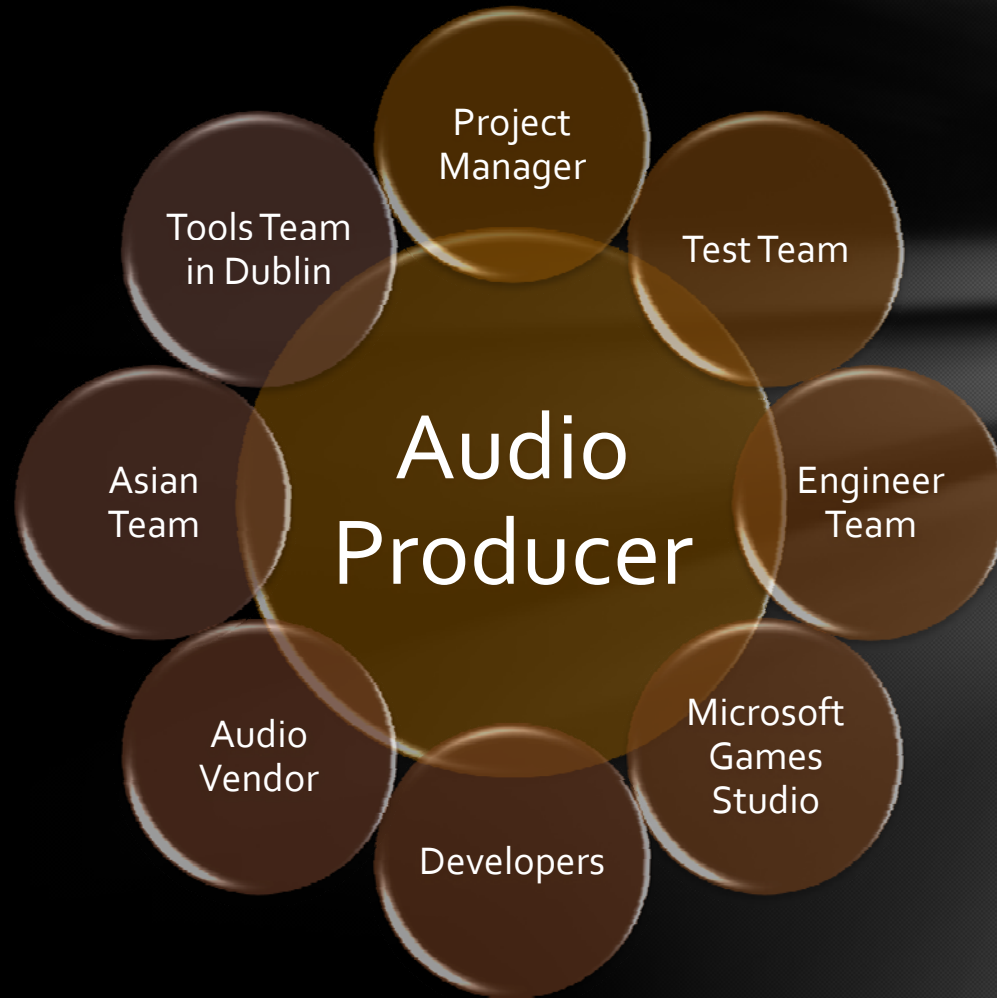 Project
Manager
Tools Team
in Dublin
Test Team
Audio
Producer
Asian
Team
Engineer
Team
Audio
Vendor
Microsoft
Games
Studio
Developers